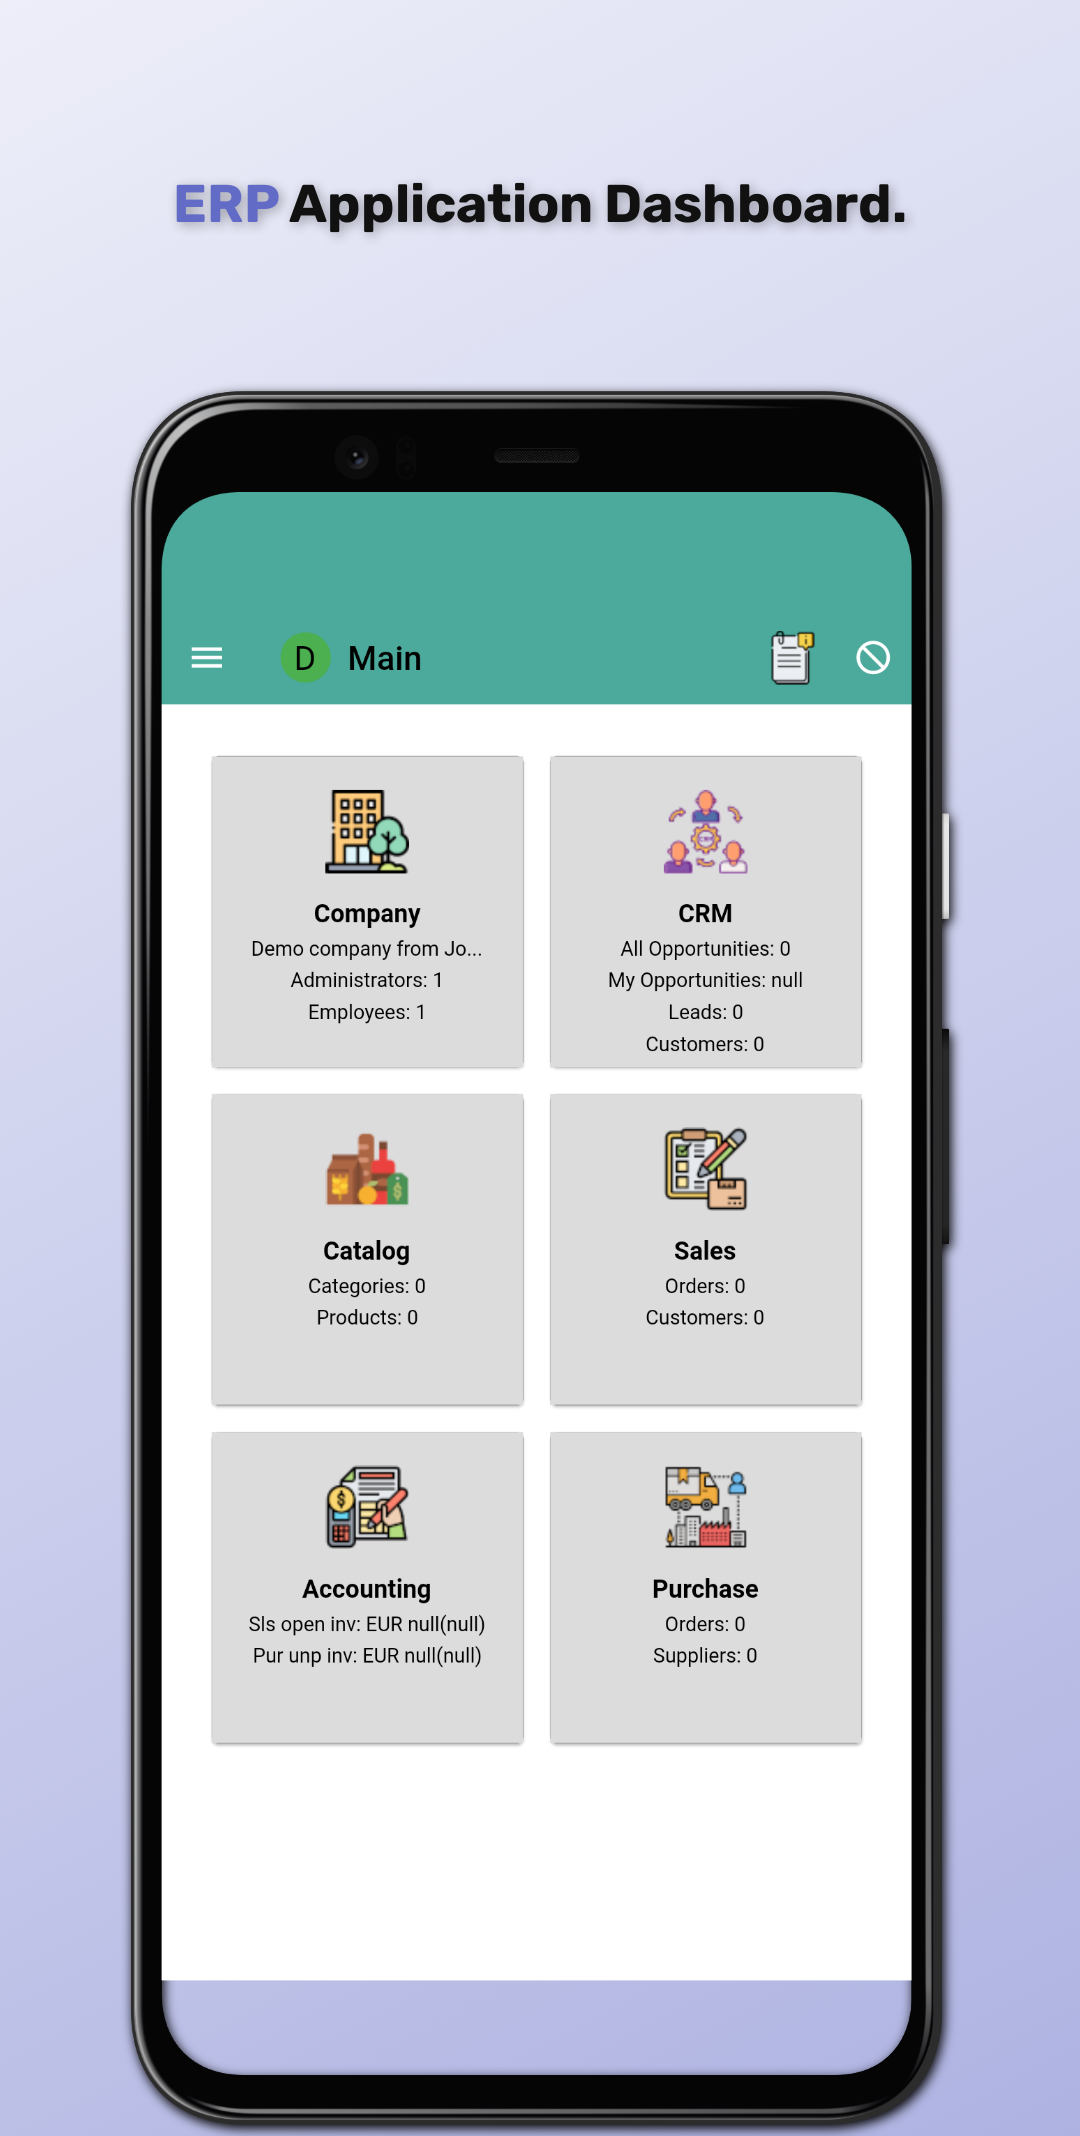 ERP Application Dashboard.
D Main
Company
Demo company from Jo...
Administrators: 1
Employees: 1
CRM
All Opportunities: 0
My Opportunities: null
Leads: 0
Customers: 0
Catalog
Categories: 0
Products: 0
Sales
Orders: 0
Customers: 0
Accounting
Sls open inv: EUR null(null)
Pur unp inv: EUR null(null)
Purchase
Orders: 0
Suppliers: 0